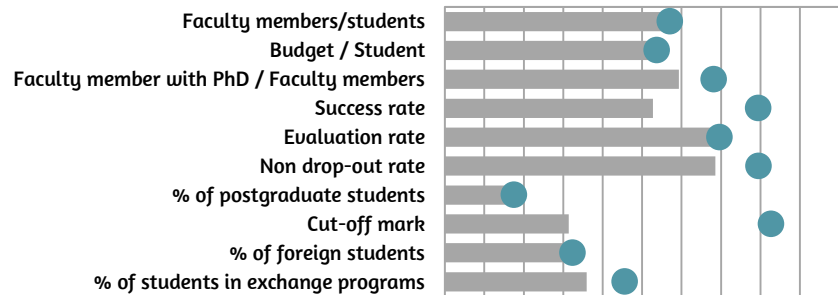 Faculty members/students
Budget / Student
Faculty member with PhD / Faculty members
Success rate
Evaluation rate
Non drop-out rate
% of postgraduate students
Cut-off mark
% of foreign students
% of students in exchange programs